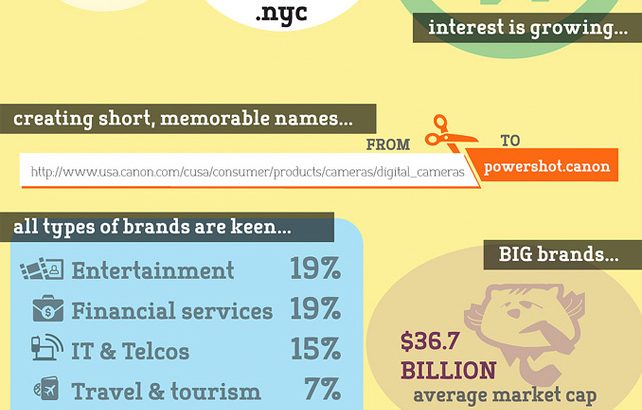 .nyc
interest is growing...
creating short, memorable names...
FROM
TO
http://www.usa.canon.com/cusa/consumer/products/cameras/digital_cameras
powershot.canon
all types of brands are keen...
Entertainment 19%
Financial services 19%
IT & Telcos 15%
Travel & tourism 7%
BIG brands...
$36.7
BILLION
average market cap